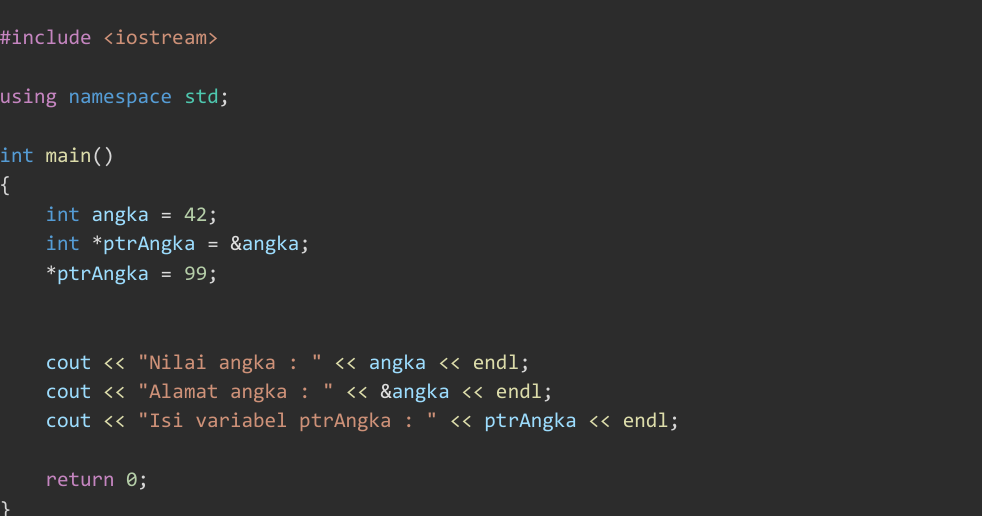 #include <iostream>
using namespace std;
int main()
{
    int angka = 42;
    int *ptrAngka = &angka;
    *ptrAngka = 99;
    cout << "Nilai angka : " << angka << endl;
    cout << "Alamat angka : " << &angka << endl;
    cout << "Isi variabel ptrAngka : " << ptrAngka << endl;
    return 0;
}